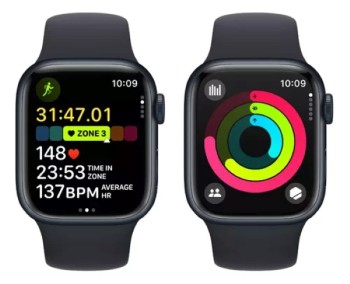 10:09
31:47.01
ZONE 3
148
23:53 TIME IN ZONE
137BPM AVERAGE HR
10:09